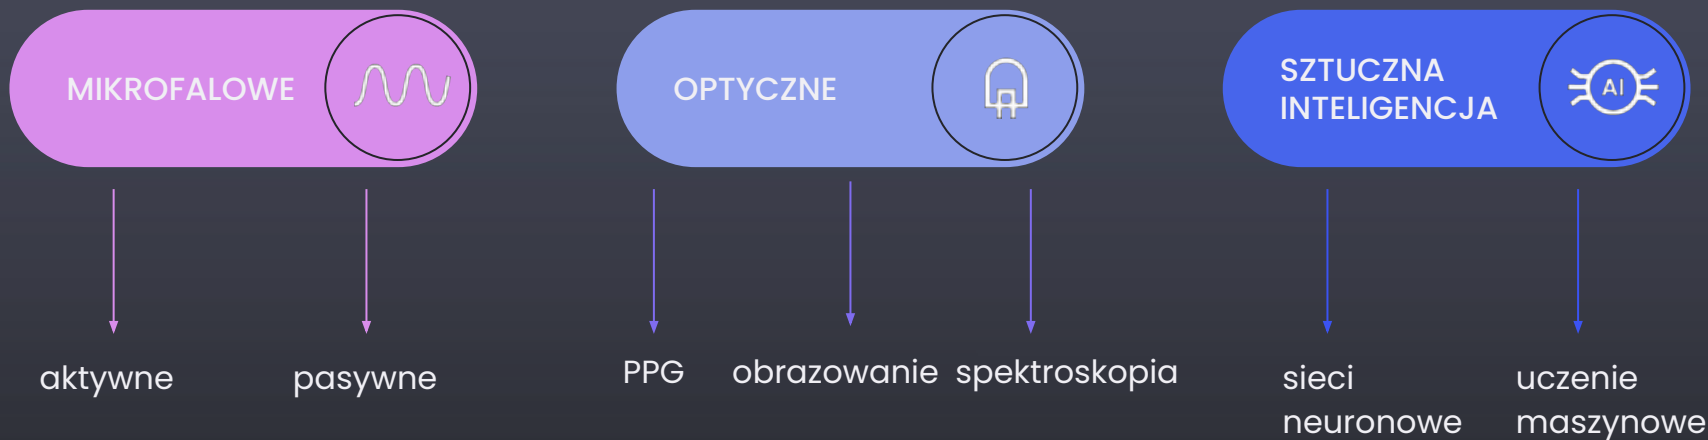 MIKROFALOWE
OPTYCZNE
SZTUCZNA
INTELIGENCJA
AI
aktywne
pasywne
PPG
obrazowanie
spektroskopia
sieci
neuronowe
uczenie
maszynowe